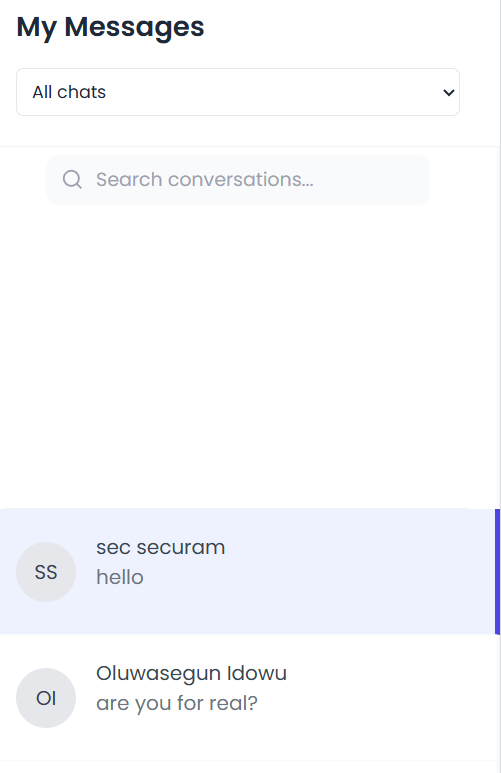 My Messages
All chats
Search conversations...
SS
sec securam
hello
OI
Oluwasegun Idowu
are you for real?